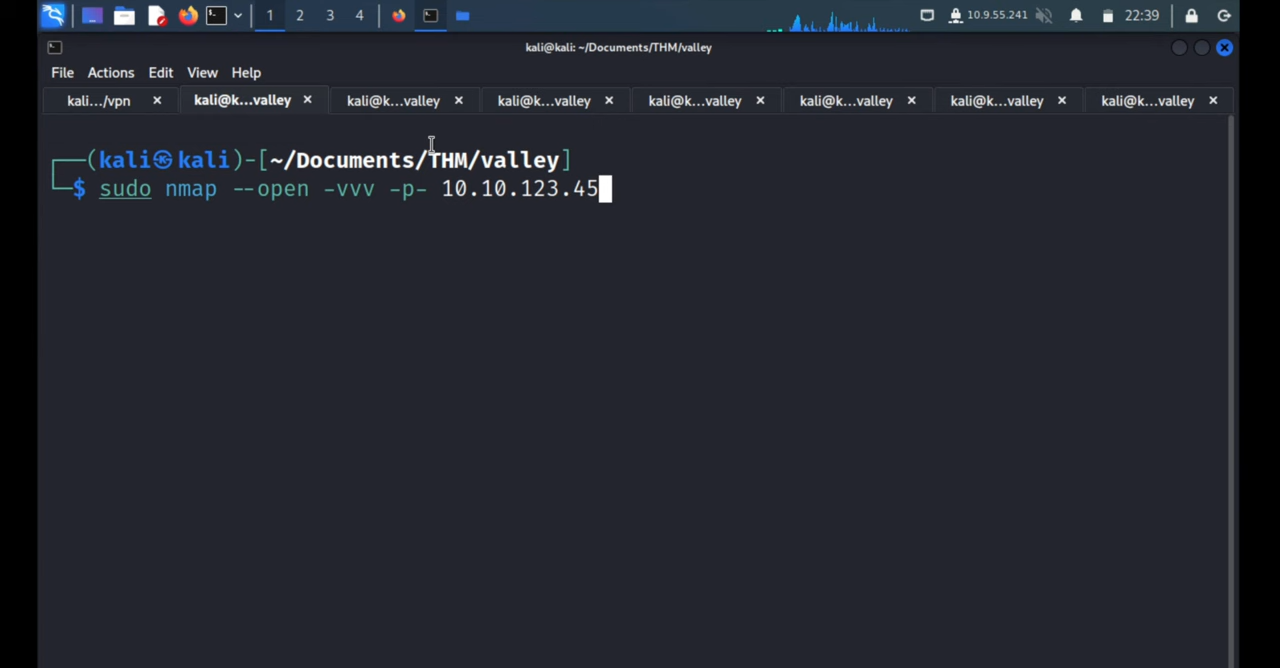 1 2 3 4 10.9.55.241 22:39
kali@kali: ~/Documents/THM/valley
File Actions Edit View Help
kali.../vpn kali@k...valley kali@k...valley kali@k...valley kali@k...valley kali@k...valley kali@k...valley kali@k...valley
(kali㉿kali)-[~/Documents/THM/valley]
$ sudo nmap --open -vvv -p- 10.10.123.45